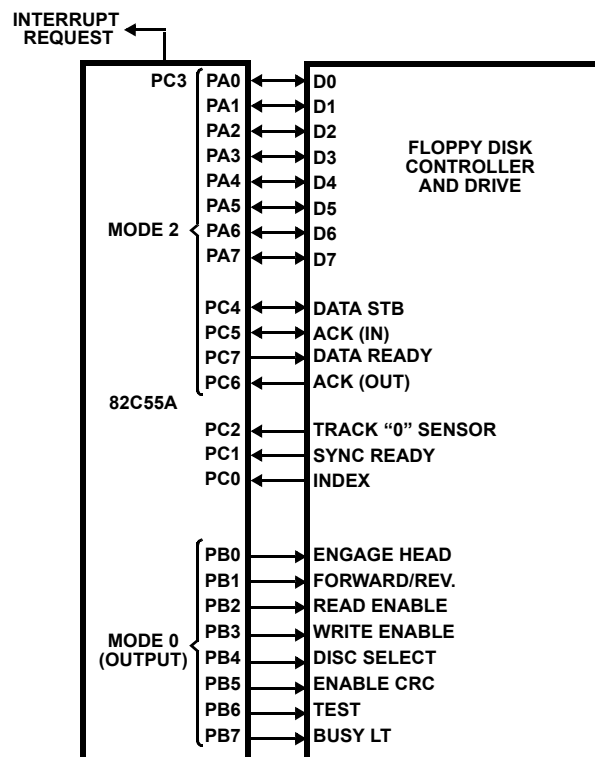 INTERRUPT
REQUEST
PC3 PA0 D0
PA1 D1
PA2 D2
PA3 D3
PA4 D4
PA5 D5
PA6 D6
PA7 D7
FLOPPY DISK
CONTROLLER
AND DRIVE
MODE 2
PC4 DATA STB
PC5 ACK (IN)
PC7 DATA READY
PC6 ACK (OUT)
82C55A
PC2 TRACK “0” SENSOR
PC1 SYNC READY
PC0 INDEX
PB0 ENGAGE HEAD
PB1 FORWARD/REV.
PB2 READ ENABLE
PB3 WRITE ENABLE
PB4 DISC SELECT
PB5 ENABLE CRC
PB6 TEST
PB7 BUSY LT
MODE 0
(OUTPUT)